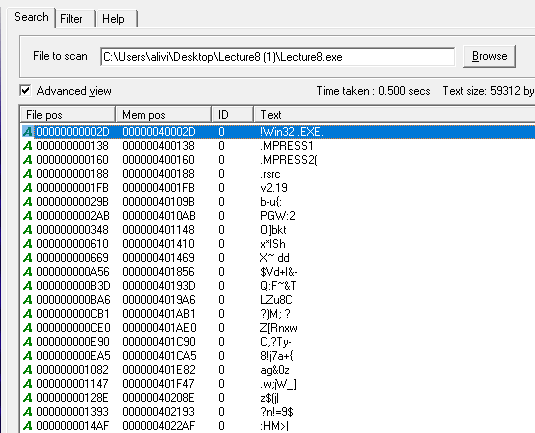 Search Filter Help
File to scan C:\Users\alivi\Desktop\Lecture8 (1)\Lecture8.exe Browse
Advanced view Time taken : 0.500 secs Text size: 59312 by
File pos Mem pos ID Text
A 00000000002D 00000040002D 0 !Win32 .EXE.
A 000000000138 000000400138 0 .MPRESS1
A 000000000160 000000400160 0 .MPRESS2{
A 000000000188 000000400188 0 .rsrc
A 0000000001FB 0000004001FB 0 v2.19
A 00000000029B 00000040109B 0 b-u{:
A 0000000002AB 0000004010AB 0 PGW:2
A 000000000348 000000401148 0 O]bkt
A 000000000610 000000401410 0 x*lSh
A 000000000669 000000401469 0 X~ dd
A 000000000A56 000000401856 0 $Vd+l&-
A 000000000B3D 00000040193D 0 Q:F~&T
A 000000000BA6 0000004019A6 0 LZu8C
A 000000000CB1 000000401AB1 0 ?)M; ?
A 000000000CE0 000000401AE0 0 Z[Rnxw
A 000000000E90 000000401C90 0 C,?Ty-
A 000000000EA5 000000401CA5 0 8!j7a+{
A 000000001082 000000401E82 0 ag&0z
A 000000001147 000000401F47 0 .w;jW_]
A 00000000128E 00000040208E 0 z$(j|
A 000000001393 000000402193 0 ?n!=9$
A 0000000014AF 0000004022AF 0 :HM>|